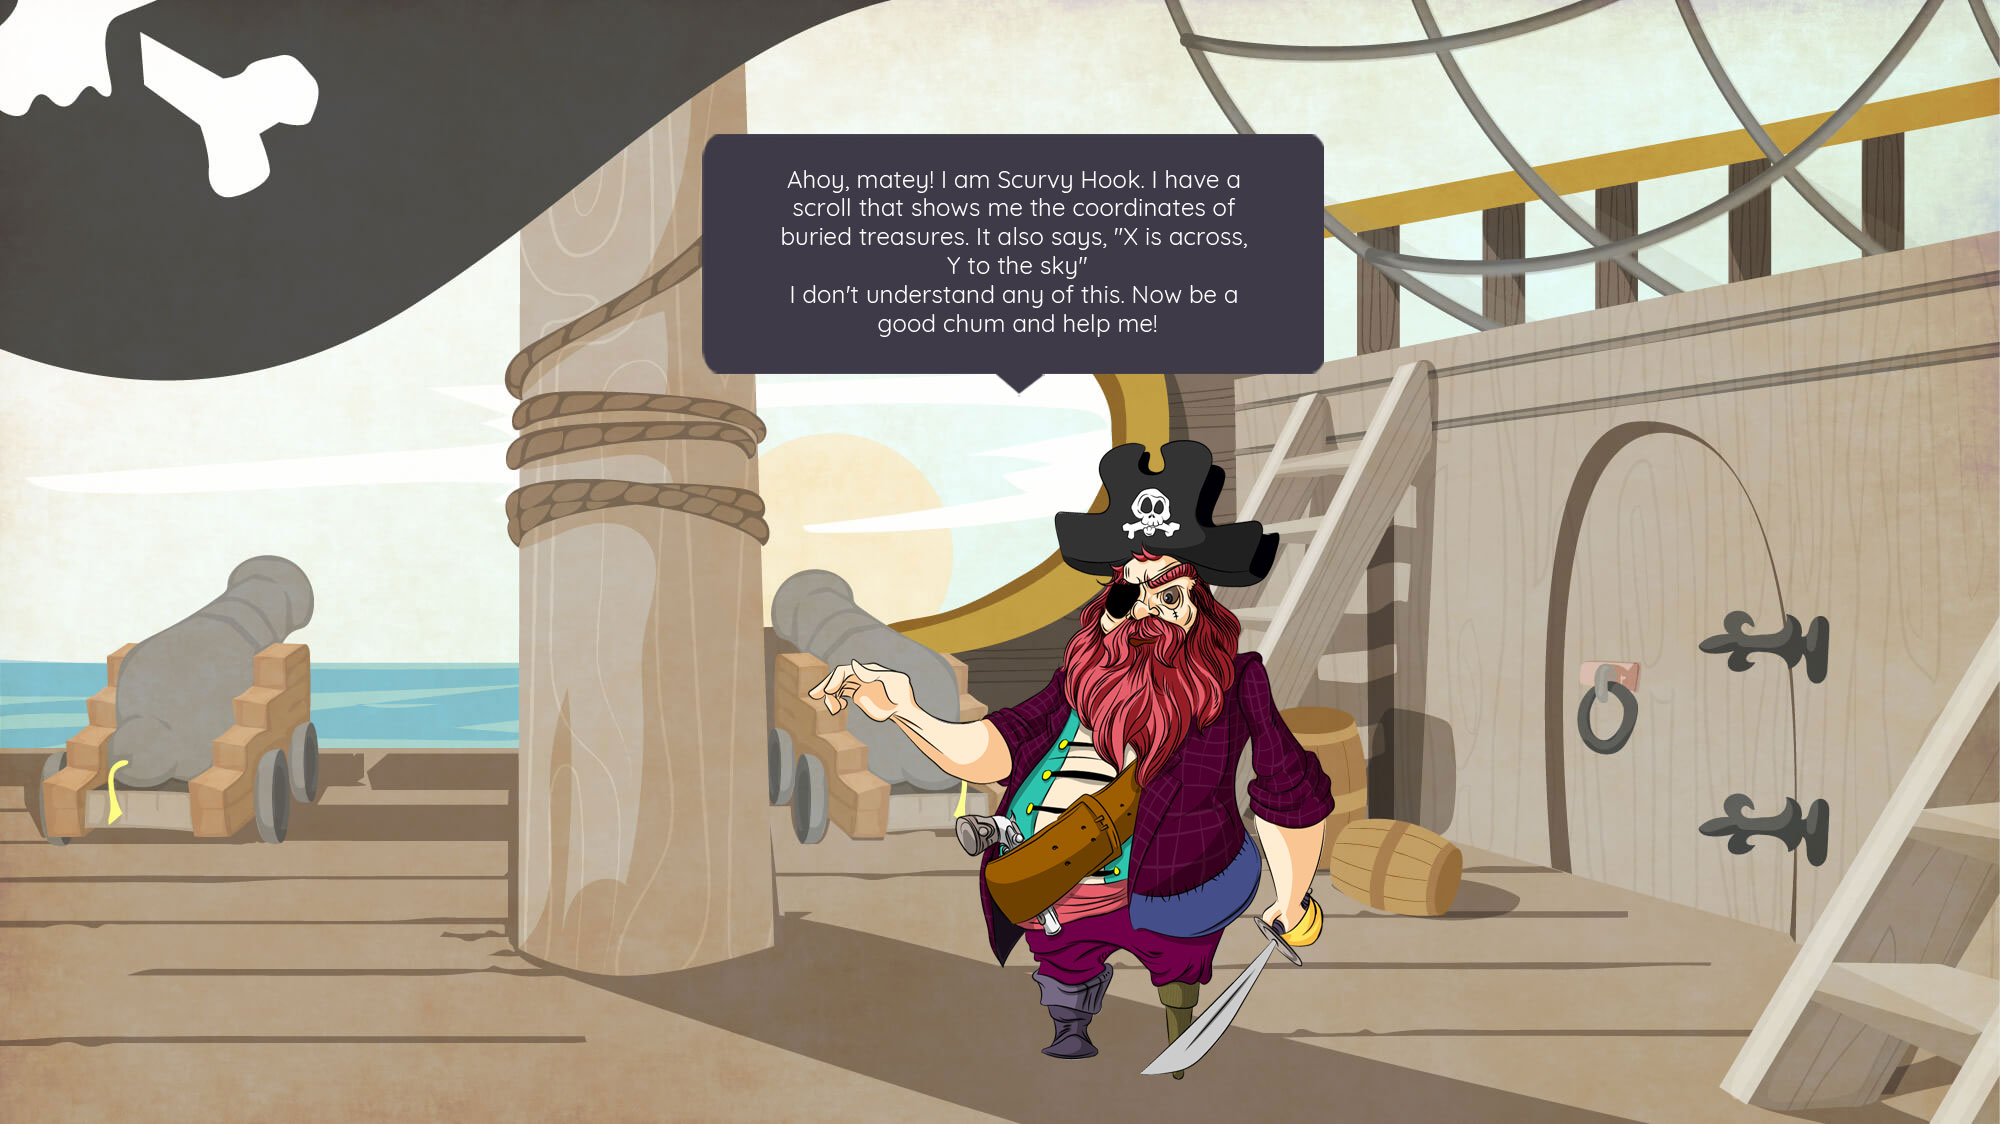 Ahoy, matey! I am Scurvy Hook. I have a
scroll that shows me the coordinates of
buried treasures. It also says, "X is across,
Y to the sky"
I don't understand any of this. Now be a
good chum and help me!